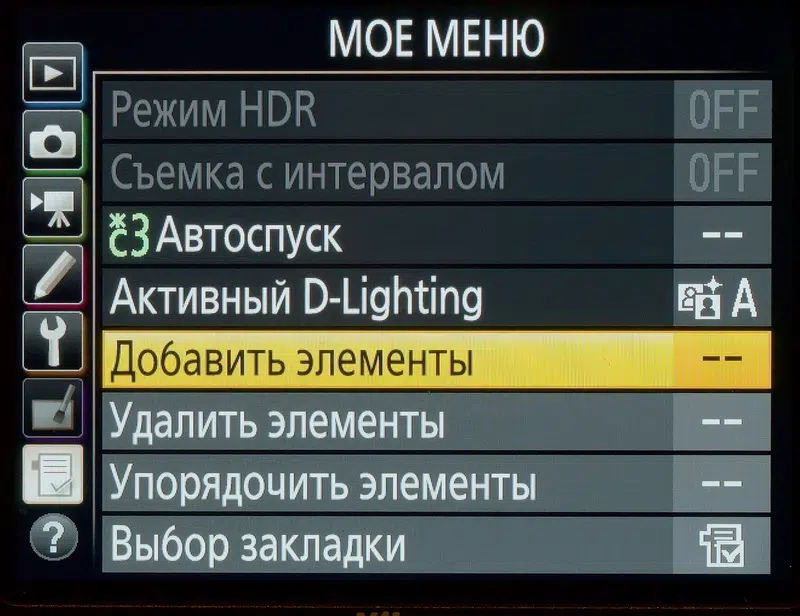 МОЕ МЕНЮ
Режим HDR OFF
Съемка с интервалом OFF
c3 Автоспуск --
Активный D-Lighting A
Добавить элементы --
Удалить элементы --
Упорядочить элементы --
Выбор закладки
?